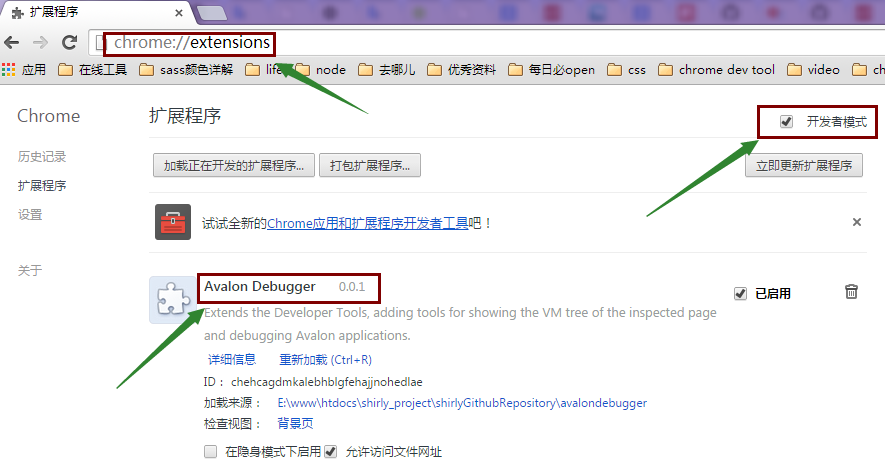 扩展程序
chrome://extensions
应用 在线工具 sass颜色详解 life node 去哪儿 优秀资料 每日必open css chrome dev tool video ch
Chrome 扩展程序 开发者模式
历史记录 加载正在开发的扩展程序... 打包扩展程序... 立即更新扩展程序
扩展程序
设置 试试全新的Chrome应用和扩展程序开发者工具吧！
关于
Avalon Debugger 0.0.1 已启用
Extends the Developer Tools, adding tools for showing the VM tree of the inspected page
and debugging Avalon applications.
详细信息 重新加载 (Ctrl+R)
ID： chehcagdmkalebhblgfehajjnohedlae
加载来源： E:\www\htdocs\shirly_project\shirlyGithubRepository\avalondebugger
检查视图： 背景页
在隐身模式下启用 允许访问文件网址